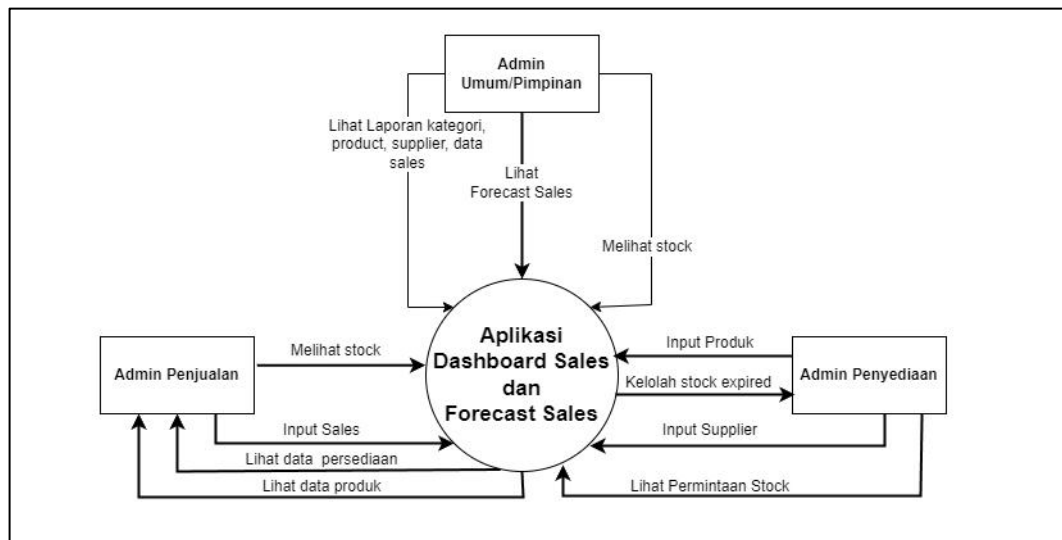 Admin
Umum/Pimpinan
Lihat Laporan kategori,
product, supplier, data
sales
Lihat
Forecast Sales
Melihat stock
Aplikasi
Dashboard Sales
dan
Forecast Sales
Admin Penjualan
Melihat stock
Input Sales
Lihat data persediaan
Lihat data produk
Input Produk
Kelolah stock expired
Admin Penyediaan
Input Supplier
Lihat Permintaan Stock